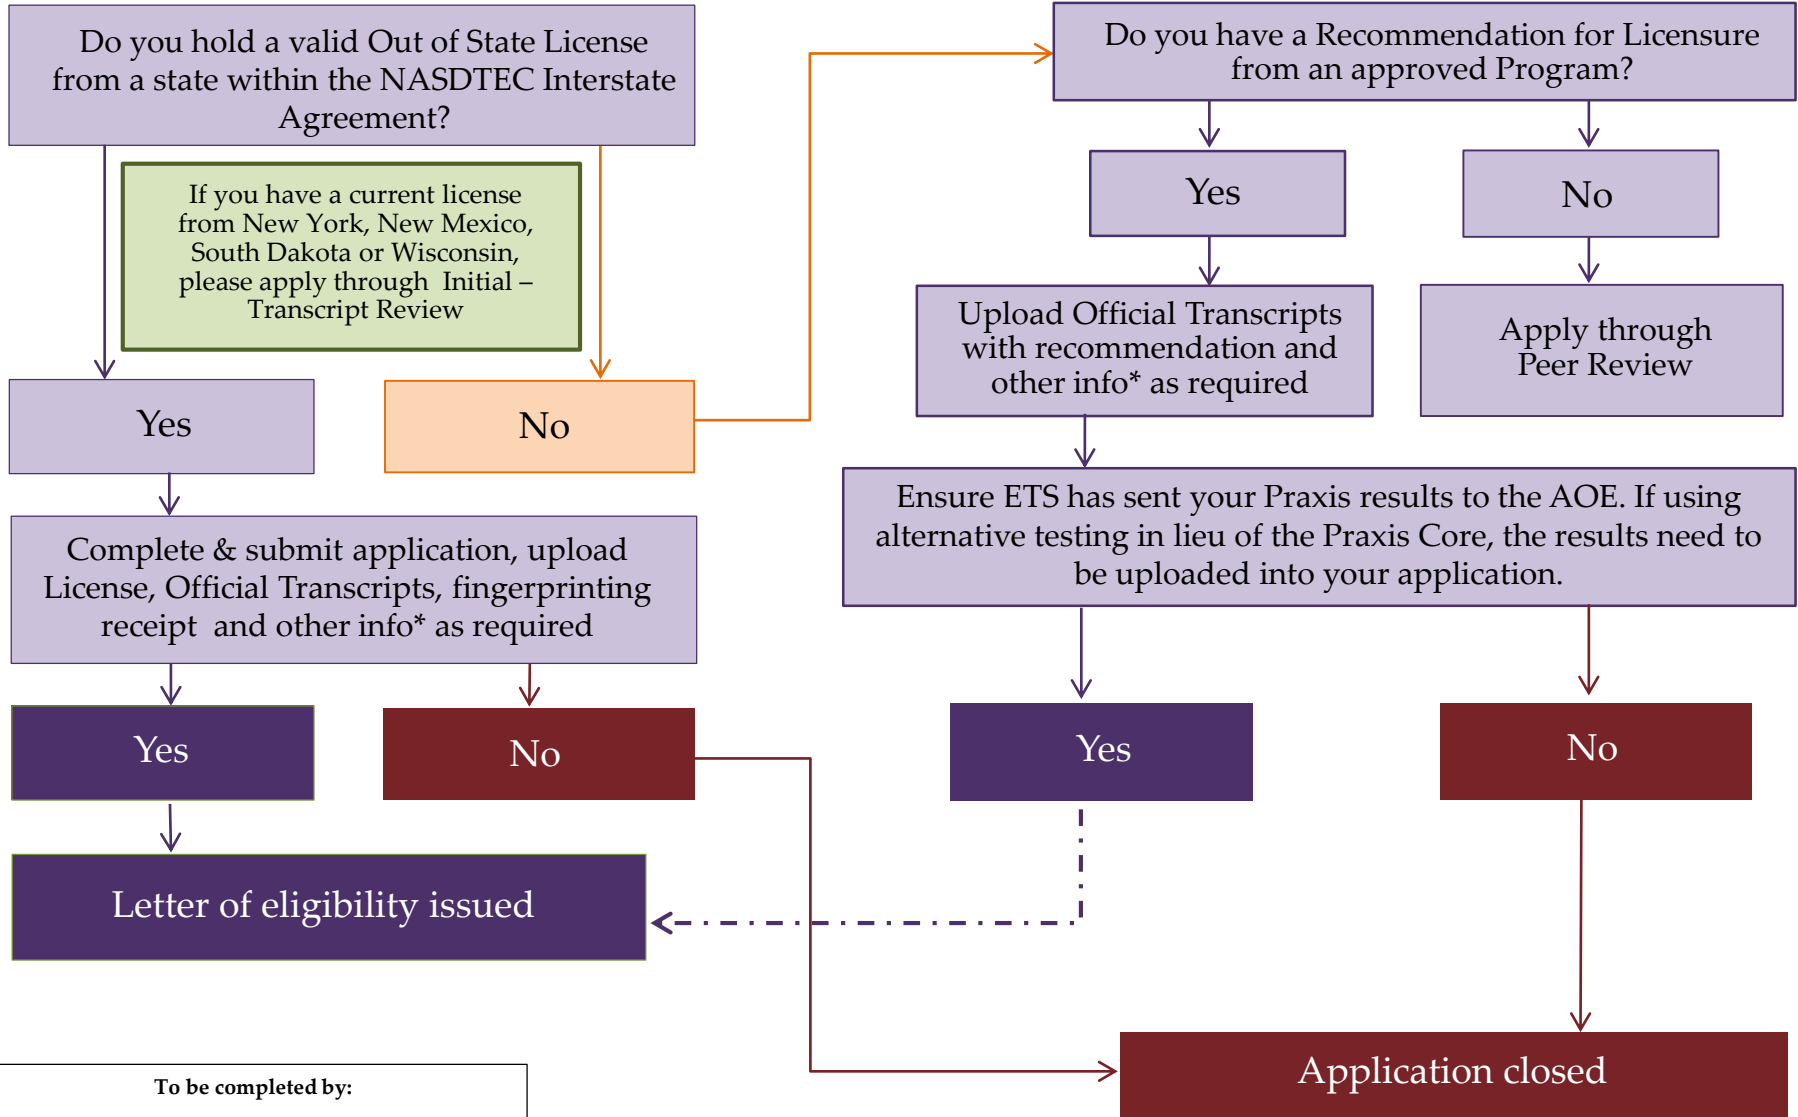 Do you hold a valid Out of State License
from a state within the NASDTEC Interstate
Agreement?
If you have a current license
from New York, New Mexico,
South Dakota or Wisconsin,
please apply through Initial –
Transcript Review
Yes
No
Complete & submit application, upload
License, Official Transcripts, fingerprinting
receipt and other info* as required
Yes
No
Letter of eligibility issued
Do you have a Recommendation for Licensure
from an approved Program?
Yes
No
Upload Official Transcripts
with recommendation and
other info* as required
Apply through
Peer Review
Ensure ETS has sent your Praxis results to the AOE. If using
alternative testing in lieu of the Praxis Core, the results need to
be uploaded into your application.
Yes
No
Application closed
To be completed by: